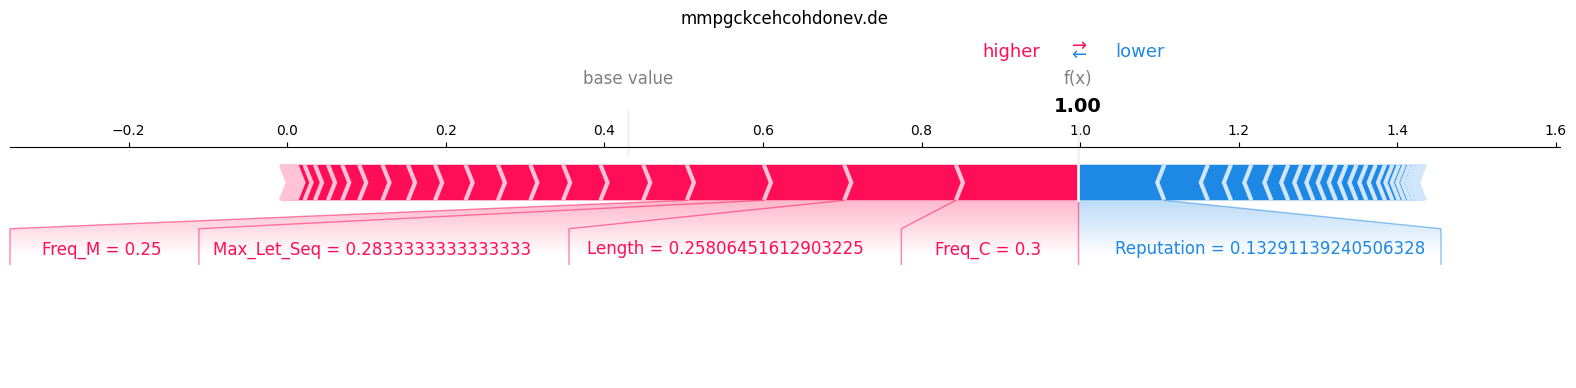 mmpgckcehcohdonev.de
higher ⇄ lower
base value f(x)
1.00
−0.2 0.0 0.2 0.4 0.6 0.8 1.0 1.2 1.4 1.6
Freq_M = 0.25 Max_Let_Seq = 0.2833333333333333 Length = 0.25806451612903225 Freq_C = 0.3 Reputation = 0.13291139240506328